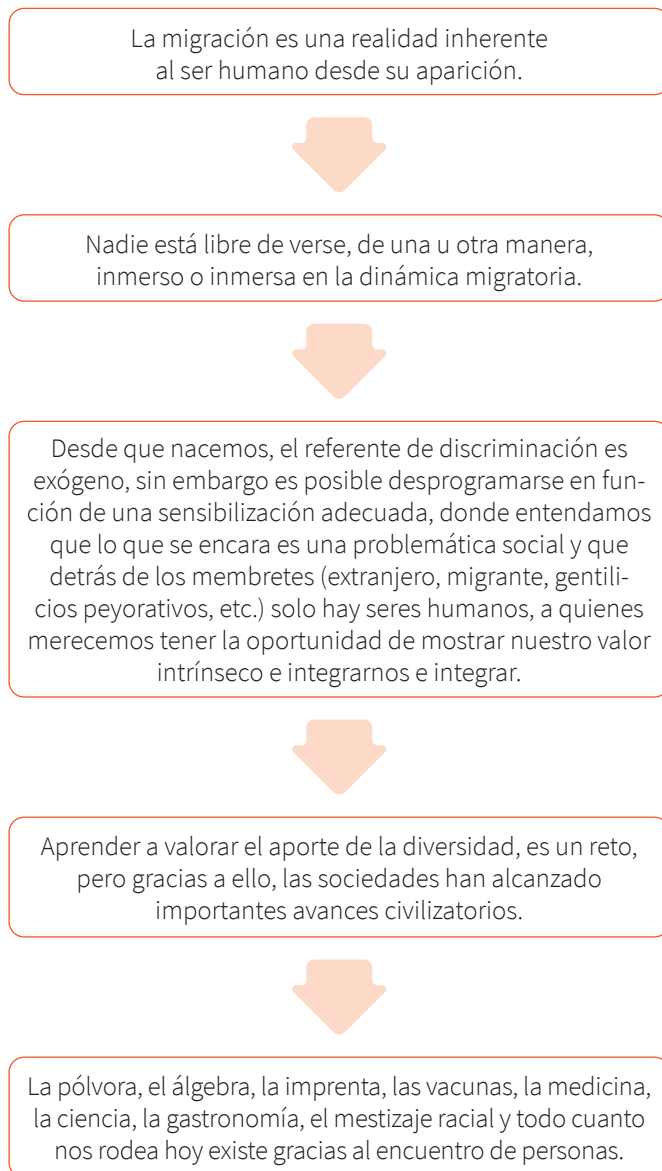 La migración es una realidad inherente
al ser humano desde su aparición.
Nadie está libre de verse, de una u otra manera,
inmerso o inmersa en la dinámica migratoria.
Desde que nacemos, el referente de discriminación es
exógeno, sin embargo es posible desprogramarse en fun-
ción de una sensibilización adecuada, donde entendamos
que lo que se encara es una problemática social y que
detrás de los membretes (extranjero, migrante, gentili-
cios peyorativos, etc.) solo hay seres humanos, a quienes
merecemos tener la oportunidad de mostrar nuestro valor
intrínseco e integrarnos e integrar.
Aprender a valorar el aporte de la diversidad, es un reto,
pero gracias a ello, las sociedades han alcanzado
importantes avances civilizatorios.
La pólvora, el álgebra, la imprenta, las vacunas, la medicina,
la ciencia, la gastronomía, el mestizaje racial y todo cuanto
nos rodea hoy existe gracias al encuentro de personas.